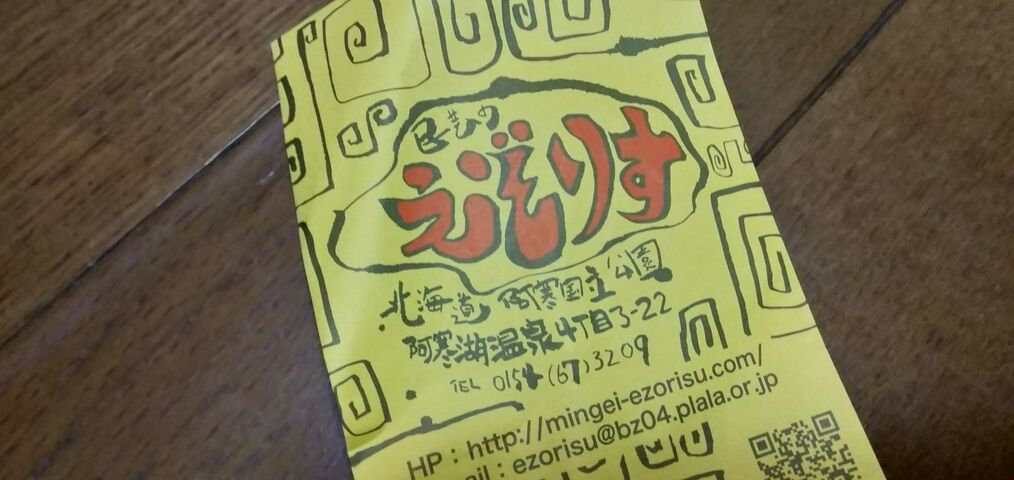 民芸の
えぞりす
北海道 阿寒国立公園
阿寒湖温泉4丁目3-22
TEL 0154(67)3209
HP：http://mingei-ezorisu.com/
ail：ezorisu@bz04.plala.or.jp